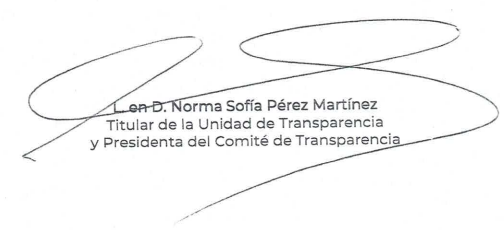 L. en D. Norma Sofía Pérez Martínez
Titular de la Unidad de Transparencia
y Presidenta del Comité de Transparencia